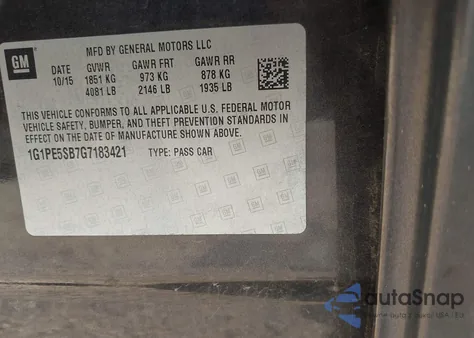 GM
MFD BY GENERAL MOTORS LLC
DATE GVWR GAWR FRT GAWR RR
10/15 1851 KG 973 KG 878 KG
4081 LB 2146 LB 1935 LB
THIS VEHICLE CONFORMS TO ALL APPLICABLE U.S. FEDERAL MOTOR
VEHICLE SAFETY, BUMPER, AND THEFT PREVENTION STANDARDS IN
EFFECT ON THE DATE OF MANUFACTURE SHOWN ABOVE.
1G1PE5SB7G7183421 TYPE: PASS CAR
autaSnap